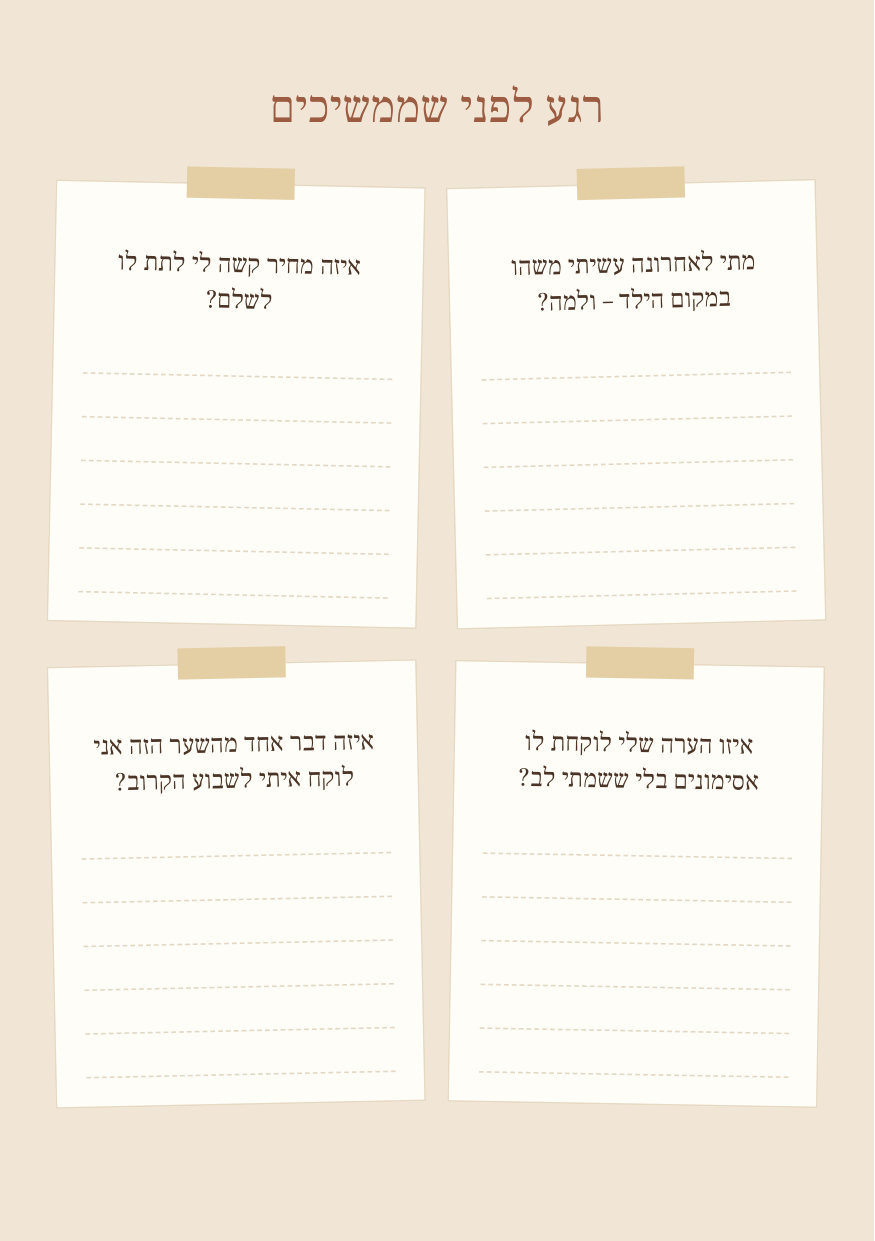 רגע לפני שממשיכים
מתי לאחרונה עשיתי משהו
במקום הילד – ולמה?
איזה מחיר קשה לי לתת לו
לשלם?
איזו הערה שלי לוקחת לו
אסימונים בלי ששמתי לב?
איזה דבר אחד מהשער הזה אני
לוקח איתי לשבוע הקרוב?